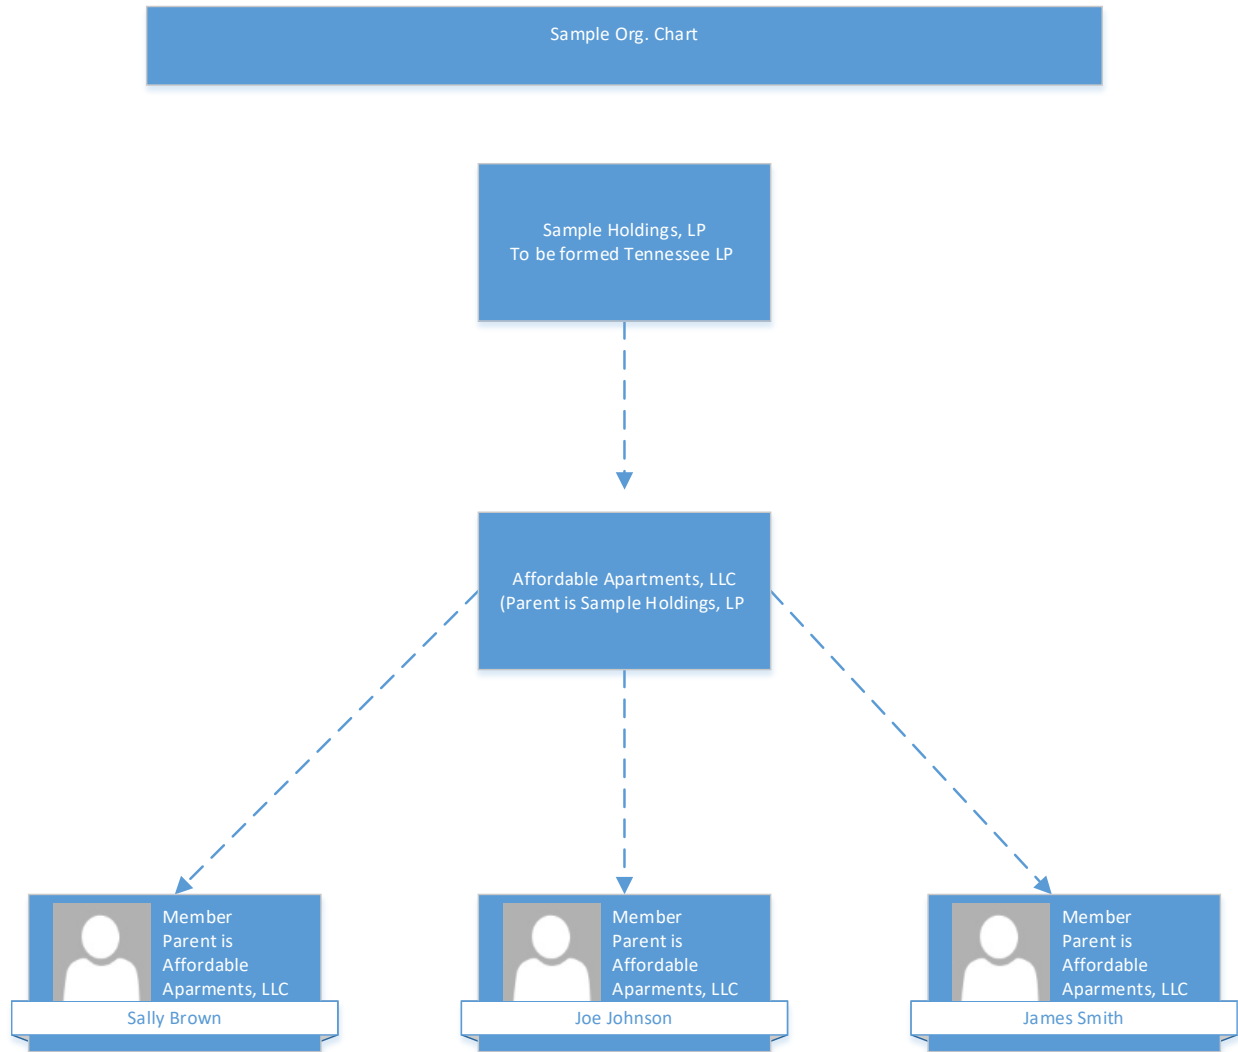 Sample Org. Chart
Sample Holdings, LP
To be formed Tennessee LP
Affordable Apartments, LLC
(Parent is Sample Holdings, LP
Member
Parent is
Affordable
Aparments, LLC
Sally Brown
Member
Parent is
Affordable
Aparments, LLC
Joe Johnson
Member
Parent is
Affordable
Aparments, LLC
James Smith